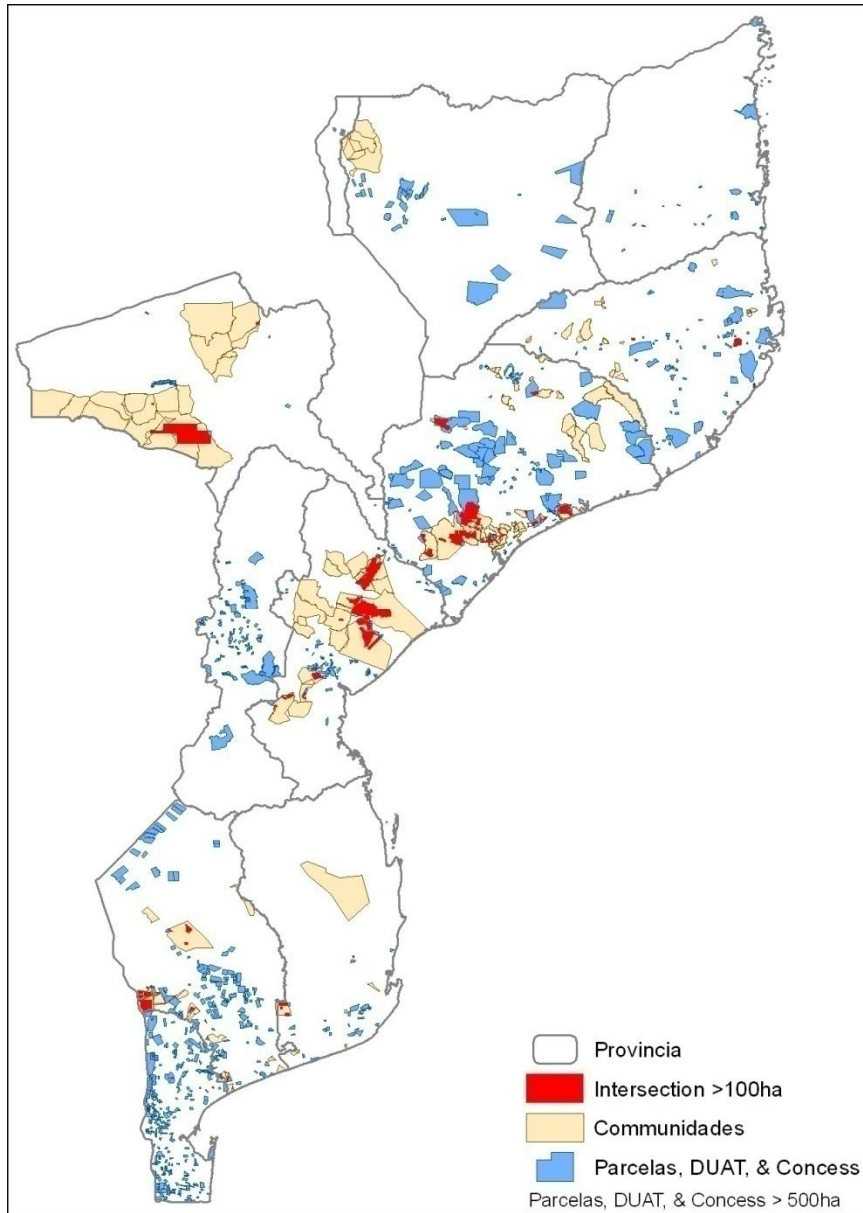 Provincia
Intersection >100ha
Communidades
Parcelas, DUAT, & Concess
Parcelas, DUAT, & Concess > 500ha